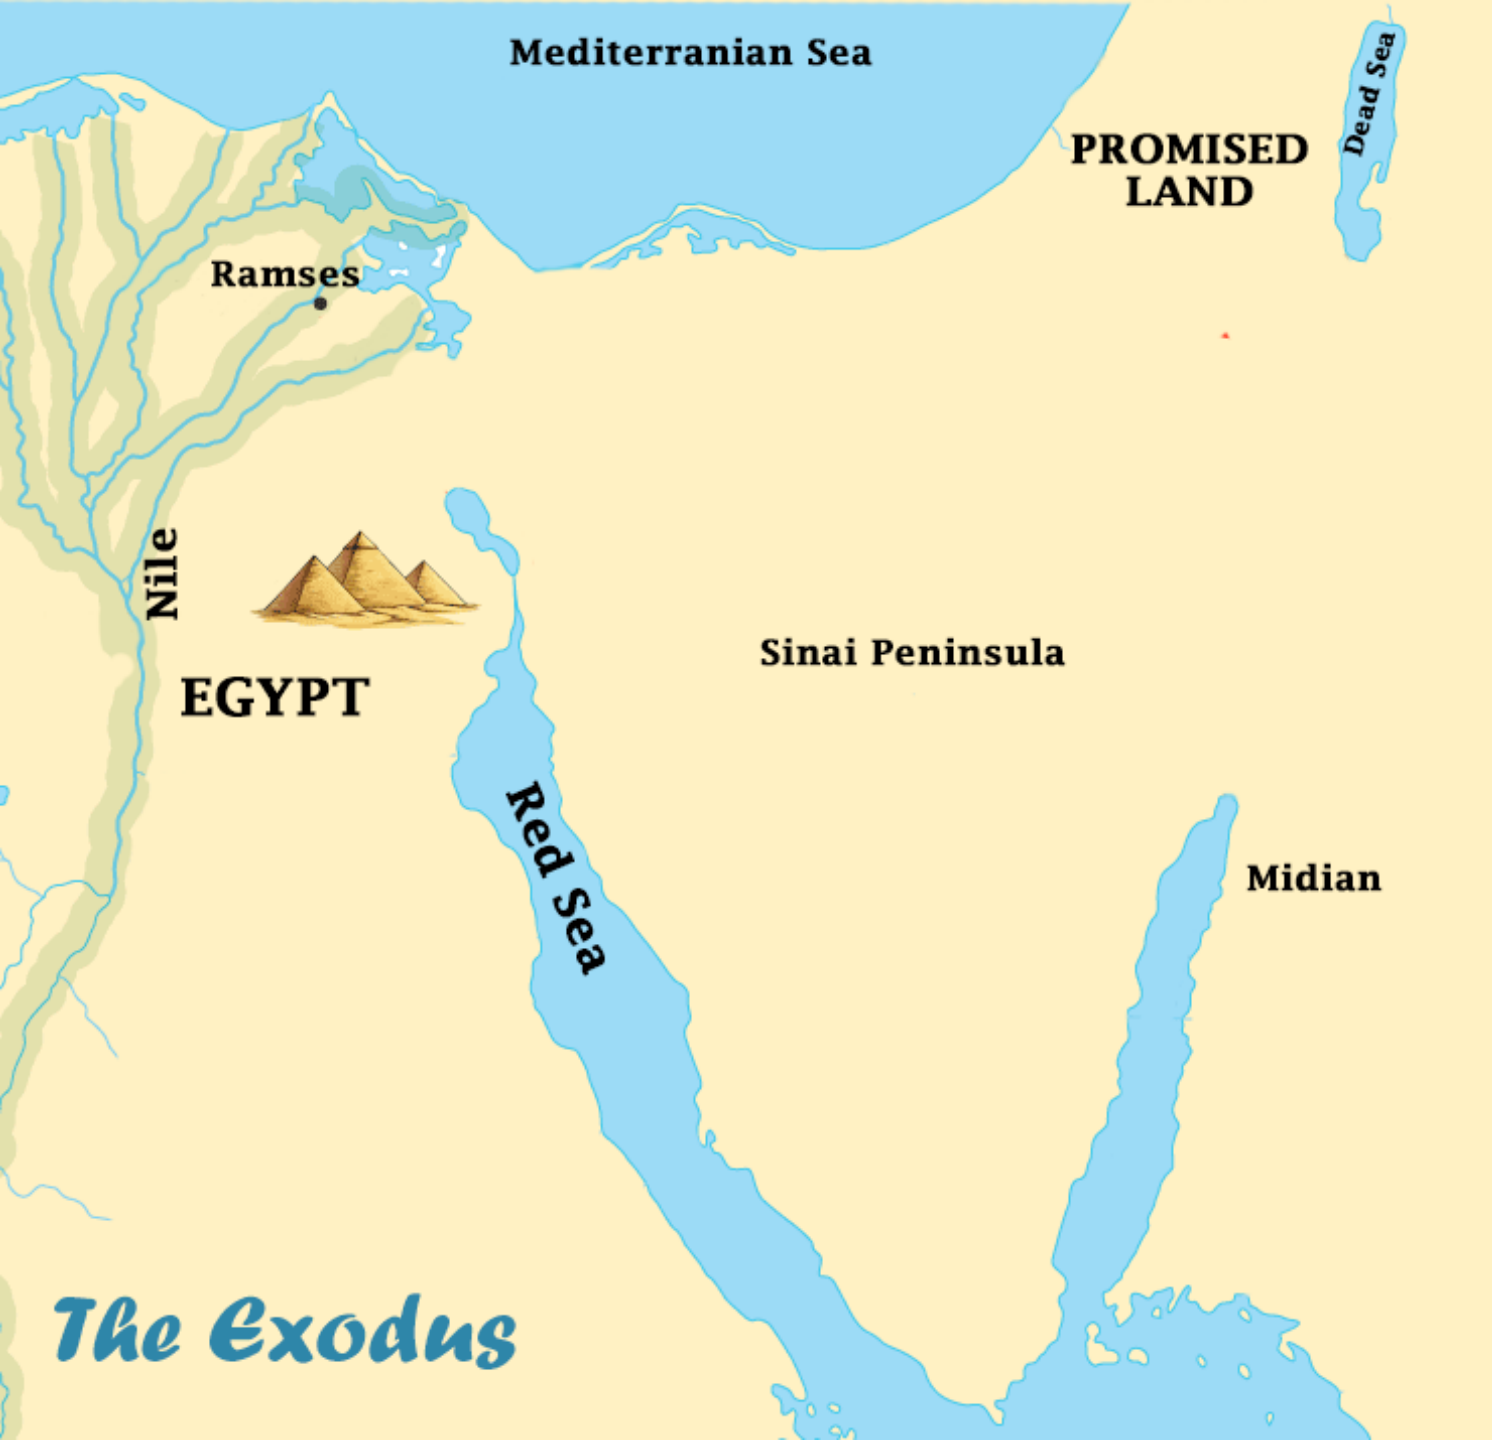 Mediterranian Sea
Dead Sea
PROMISED
LAND
Ramses
Nile
Sinai Peninsula
EGYPT
Red Sea
Midian
The Exodus